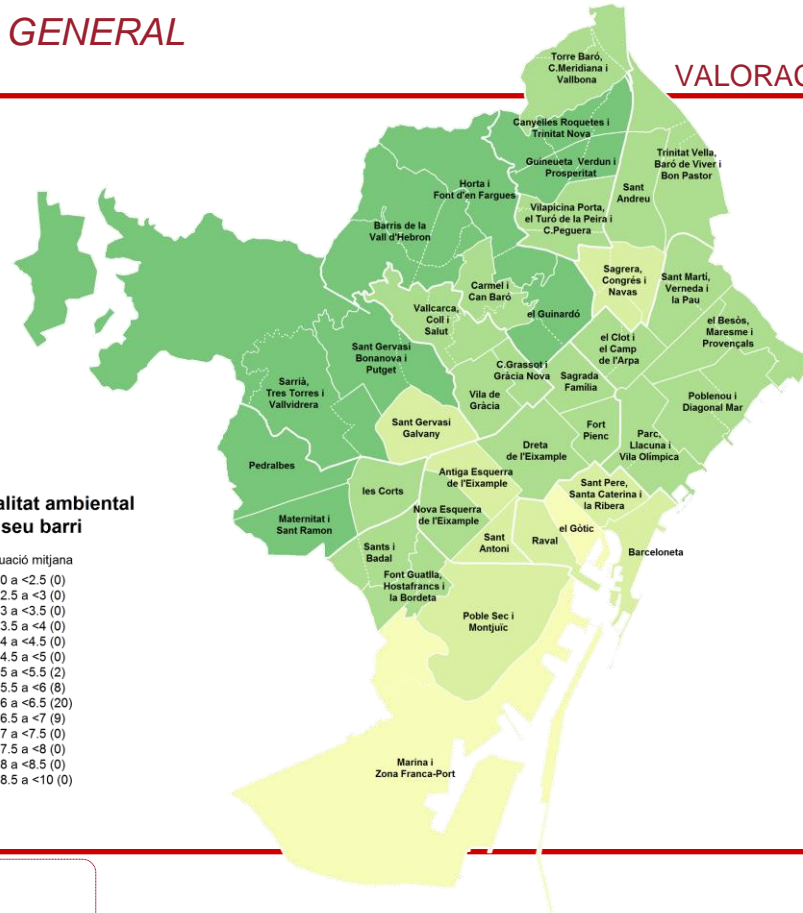 GENERAL
VALORAC
Torre Baró,
C.Meridiana i
Vallbona
Canyelles Roquetes i
Trinitat Nova
Guineueta Verdun i
Prosperitat
Trinitat Vella,
Baró de Viver i
Bon Pastor
Sant
Andreu
Horta i
Font d'en Fargues
Vilapicina Porta,
el Turó de la Peira i
C.Peguera
Barris de la
Vall d'Hebron
Sagrera,
Congrés i
Navas
Sant Martí,
Verneda i
la Pau
Carmel i
Can Baró
Vallcarca,
Coll i
Salut
el Guinardó
el Besòs,
Maresme i
Provençals
el Clot i
el Camp
de l'Arpa
Sant Gervasi
Bonanova i
Putget
C.Grassot i
Gràcia Nova
Sagrada
Família
Sarrià,
Tres Torres i
Vallvidrera
Vila de
Gràcia
Poblenou i
Diagonal Mar
Sant Gervasi
Galvany
Fort
Pienc
Parc,
Llacuna i
Vila Olímpica
Dreta
de l'Eixample
Pedralbes
Antiga Esquerra
de l'Eixample
les Corts
Sant Pere,
Santa Caterina i
la Ribera
Nova Esquerra
de l'Eixample
Maternitat i
Sant Ramon
el Gòtic
Sant
Antoni
Raval
Barceloneta
Sants i
Badal
Font Guatlla,
Hostafrancs i
la Bordeta
Poble Sec i
Montjuïc
Marina i
Zona Franca-Port
alitat ambiental
seu barri
uació mitjana
0 a <2.5 (0)
2.5 a <3 (0)
3 a <3.5 (0)
3.5 a <4 (0)
4 a <4.5 (0)
4.5 a <5 (0)
5 a <5.5 (2)
5.5 a <6 (8)
6 a <6.5 (20)
6.5 a <7 (9)
7 a <7.5 (0)
7.5 a <8 (0)
8 a <8.5 (0)
8.5 a <10 (0)